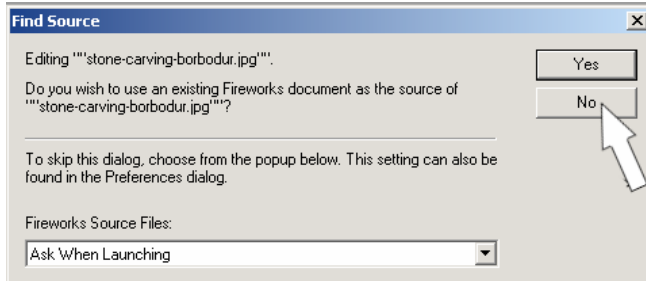 Find Source
Editing ""'stone-carving-borbodur.jpg'"".
Yes
Do you wish to use an existing Fireworks document as the source of
""'stone-carving-borbodur.jpg'""?
No
To skip this dialog, choose from the popup below. This setting can also be
found in the Preferences dialog.
Fireworks Source Files:
Ask When Launching